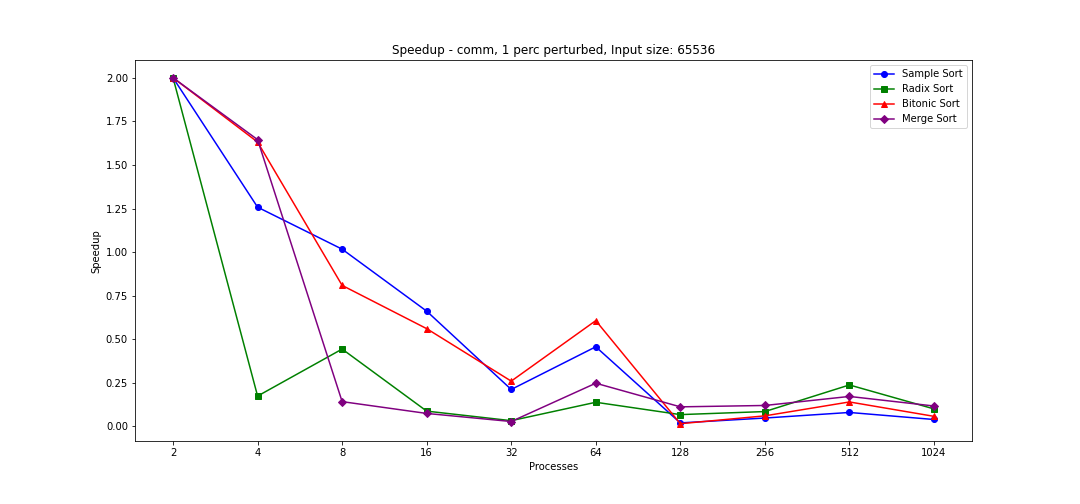 Speedup - comm, 1 perc perturbed, Input size: 65536
Sample Sort
Radix Sort
Bitonic Sort
Merge Sort
2.00
1.75
1.50
1.25
1.00
0.75
0.50
0.25
0.00
Speedup
2 4 8 16 32 64 128 256 512 1024
Processes